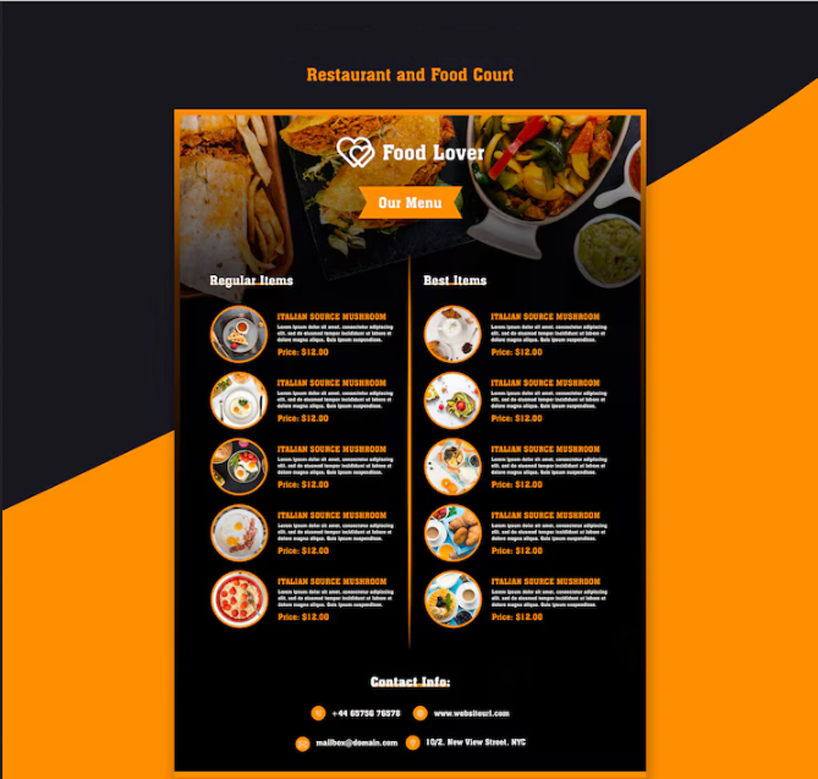 Restaurant and Food Court
Food Lover
Our Menu
Regular Items
ITALIAN SOURCE MUSHROOM
Lorem ipsum dolor sit amet, consectetur adipiscing
elit, sed do eiusmod tempor incididunt ut labore et
dolore magna aliqua. Quis ipsum suspendisse.
Price: $12.00
ITALIAN SOURCE MUSHROOM
Lorem ipsum dolor sit amet, consectetur adipiscing
elit, sed do eiusmod tempor incididunt ut labore et
dolore magna aliqua. Quis ipsum suspendisse.
Price: $12.00
ITALIAN SOURCE MUSHROOM
Lorem ipsum dolor sit amet, consectetur adipiscing
elit, sed do eiusmod tempor incididunt ut labore et
dolore magna aliqua. Quis ipsum suspendisse.
Price: $12.00
ITALIAN SOURCE MUSHROOM
Lorem ipsum dolor sit amet, consectetur adipiscing
elit, sed do eiusmod tempor incididunt ut labore et
dolore magna aliqua. Quis ipsum suspendisse.
Price: $12.00
ITALIAN SOURCE MUSHROOM
Lorem ipsum dolor sit amet, consectetur adipiscing
elit, sed do eiusmod tempor incididunt ut labore et
dolore magna aliqua. Quis ipsum suspendisse.
Price: $12.00
Best Items
ITALIAN SOURCE MUSHROOM
Lorem ipsum dolor sit amet, consectetur adipiscing
elit, sed do eiusmod tempor incididunt ut labore et
dolore magna aliqua. Quis ipsum suspendisse.
Price: $12.00
ITALIAN SOURCE MUSHROOM
Lorem ipsum dolor sit amet, consectetur adipiscing
elit, sed do eiusmod tempor incididunt ut labore et
dolore magna aliqua. Quis ipsum suspendisse.
Price: $12.00
ITALIAN SOURCE MUSHROOM
Lorem ipsum dolor sit amet, consectetur adipiscing
elit, sed do eiusmod tempor incididunt ut labore et
dolore magna aliqua. Quis ipsum suspendisse.
Price: $12.00
ITALIAN SOURCE MUSHROOM
Lorem ipsum dolor sit amet, consectetur adipiscing
elit, sed do eiusmod tempor incididunt ut labore et
dolore magna aliqua. Quis ipsum suspendisse.
Price: $12.00
ITALIAN SOURCE MUSHROOM
Lorem ipsum dolor sit amet, consectetur adipiscing
elit, sed do eiusmod tempor incididunt ut labore et
dolore magna aliqua. Quis ipsum suspendisse.
Price: $12.00
Contact Info:
+44 65756 76578
www.websiteurl.com
mailbox@domain.com
10/2, New View Street, NYC